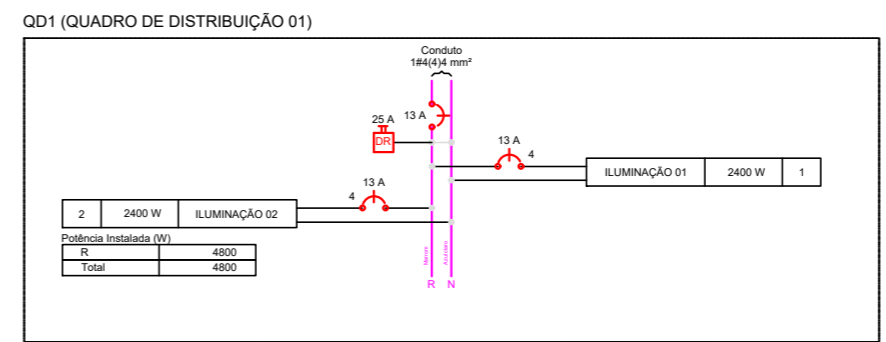 QD1 (QUADRO DE DISTRIBUIÇÃO 01)
Conduto
1#4(4)4 mm²
13 A
25 A
DR
13 A
4
ILUMINAÇÃO 01 2400 W 1
13 A
4
2 2400 W ILUMINAÇÃO 02
Potência Instalada (W)
R 4800
Total 4800
Marrom
R N